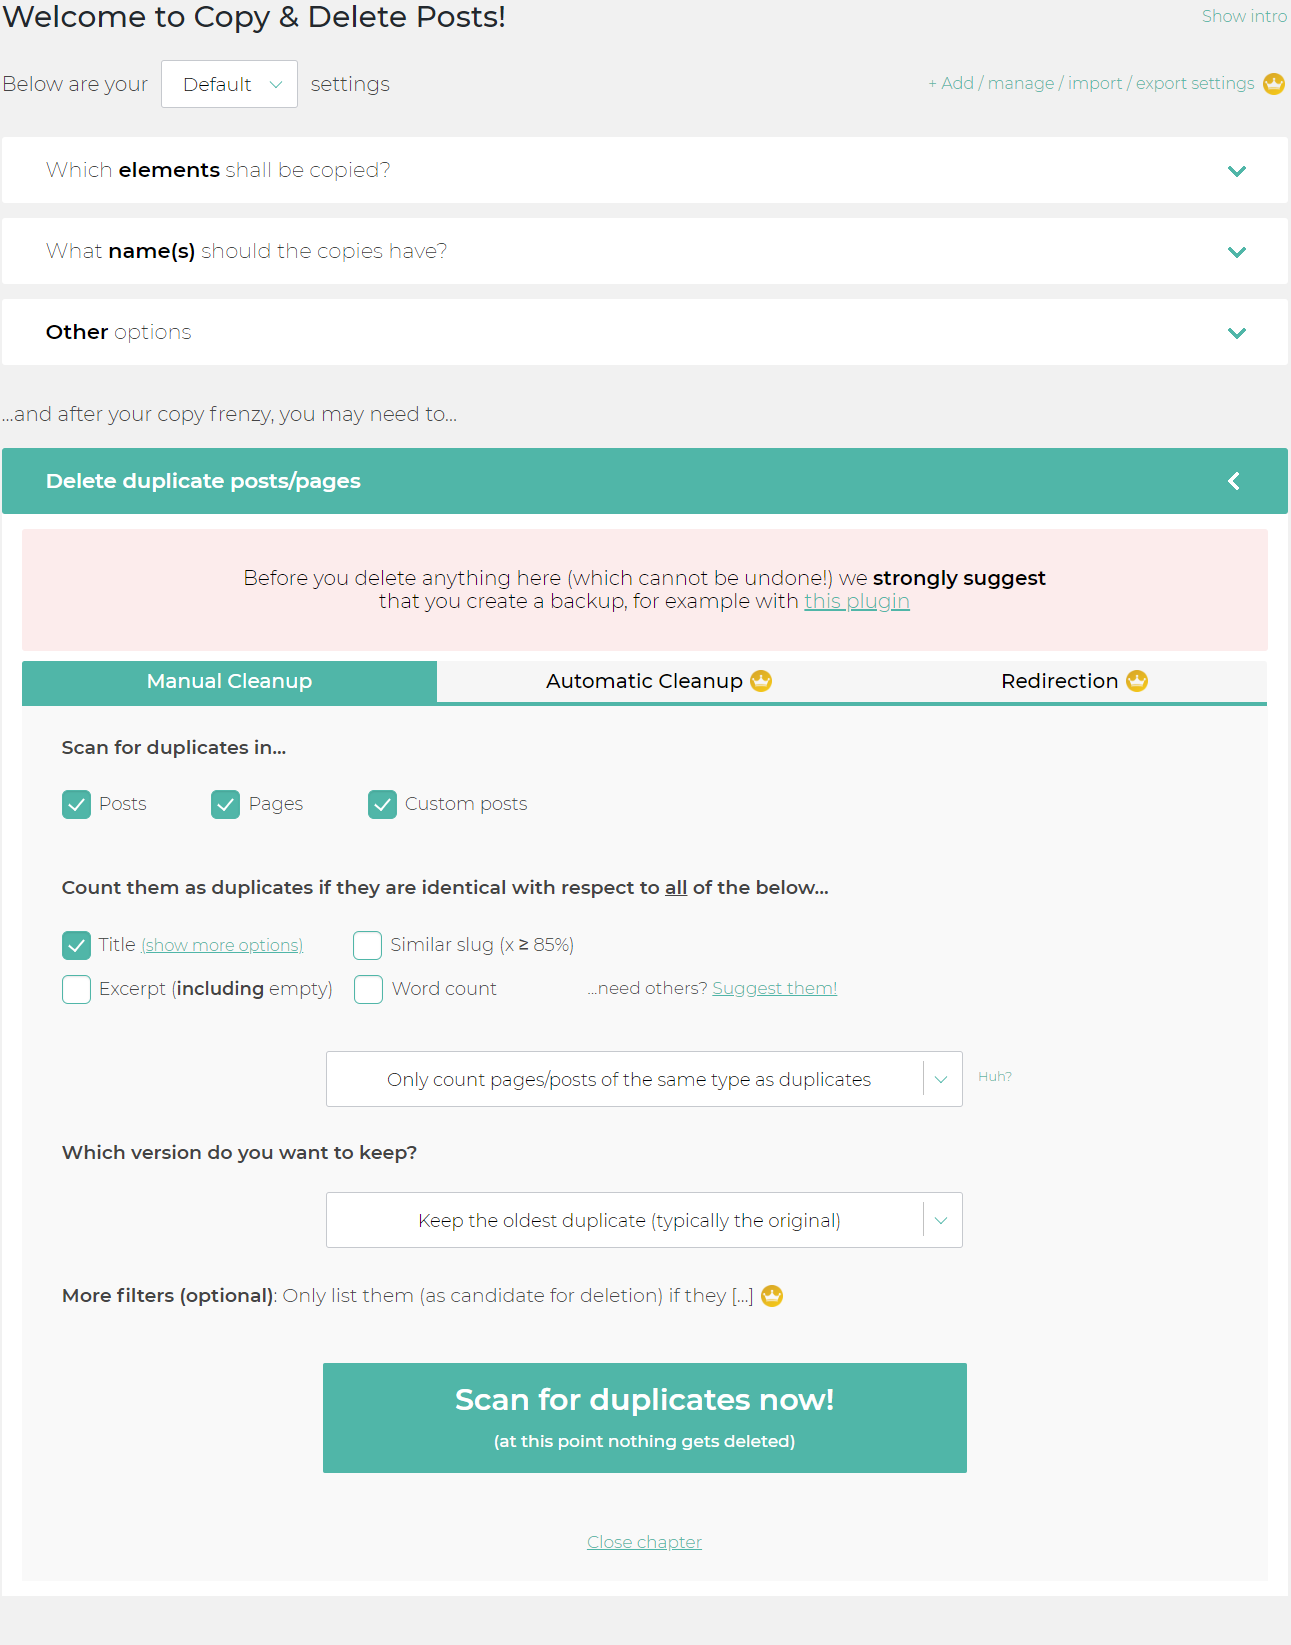 Welcome to Copy & Delete Posts!
Show intro
Below are your Default settings
+ Add / manage / import / export settings
Which elements shall be copied?
What name(s) should the copies have?
Other options
...and after your copy frenzy, you may need to...
Delete duplicate posts/pages
Before you delete anything here (which cannot be undone!) we strongly suggest
that you create a backup, for example with this plugin
Manual Cleanup
Automatic Cleanup
Redirection
Scan for duplicates in...
Posts
Pages
Custom posts
Count them as duplicates if they are identical with respect to all of the below...
Title (show more options)
Similar slug (x ≥ 85%)
Excerpt (including empty)
Word count
...need others? Suggest them!
Only count pages/posts of the same type as duplicates
Huh?
Which version do you want to keep?
Keep the oldest duplicate (typically the original)
More filters (optional): Only list them (as candidate for deletion) if they [...]
Scan for duplicates now!
(at this point nothing gets deleted)
Close chapter